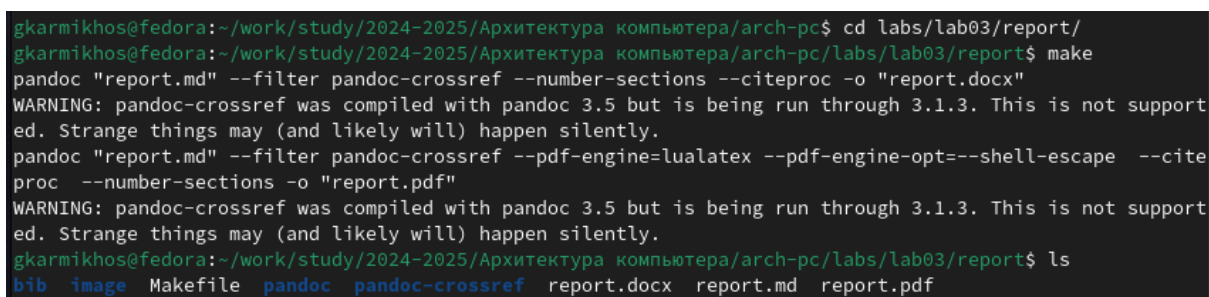 gkarmikhos@fedora:~/work/study/2024-2025/Архитектура компьютера/arch-pc$ cd labs/lab03/report/
gkarmikhos@fedora:~/work/study/2024-2025/Архитектура компьютера/arch-pc/labs/lab03/report$ make
pandoc "report.md" --filter pandoc-crossref --number-sections --citeproc -o "report.docx"
WARNING: pandoc-crossref was compiled with pandoc 3.5 but is being run through 3.1.3. This is not support
ed. Strange things may (and likely will) happen silently.
pandoc "report.md" --filter pandoc-crossref --pdf-engine=lualatex --pdf-engine-opt=--shell-escape  --cite
proc  --number-sections -o "report.pdf"
WARNING: pandoc-crossref was compiled with pandoc 3.5 but is being run through 3.1.3. This is not support
ed. Strange things may (and likely will) happen silently.
gkarmikhos@fedora:~/work/study/2024-2025/Архитектура компьютера/arch-pc/labs/lab03/report$ ls
bib  image  Makefile  pandoc  pandoc-crossref  report.docx  report.md  report.pdf